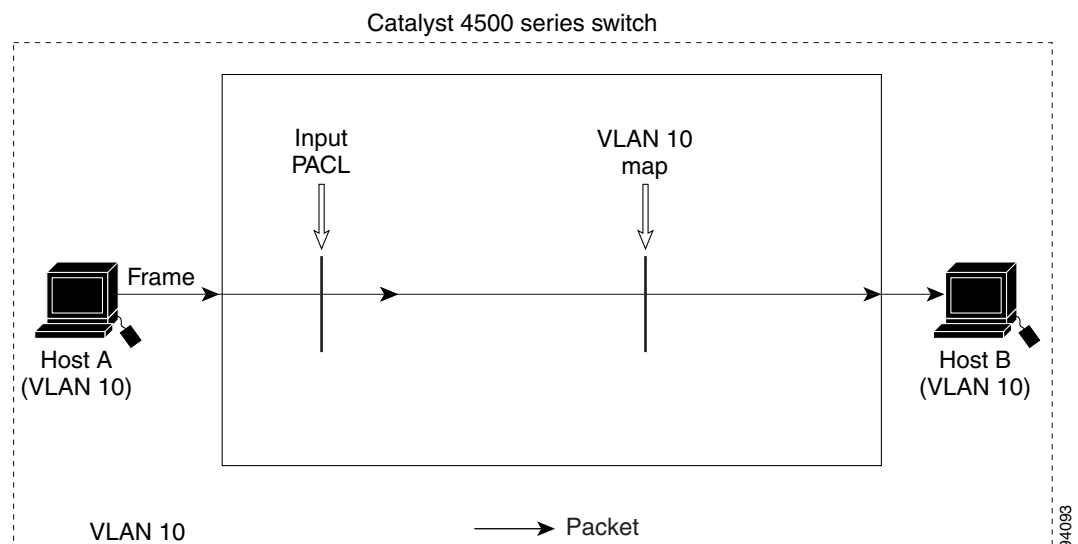 Catalyst 4500 series switch
Input
PACL
VLAN 10
map
Frame
Host A
(VLAN 10)
Host B
(VLAN 10)
VLAN 10
Packet
94093